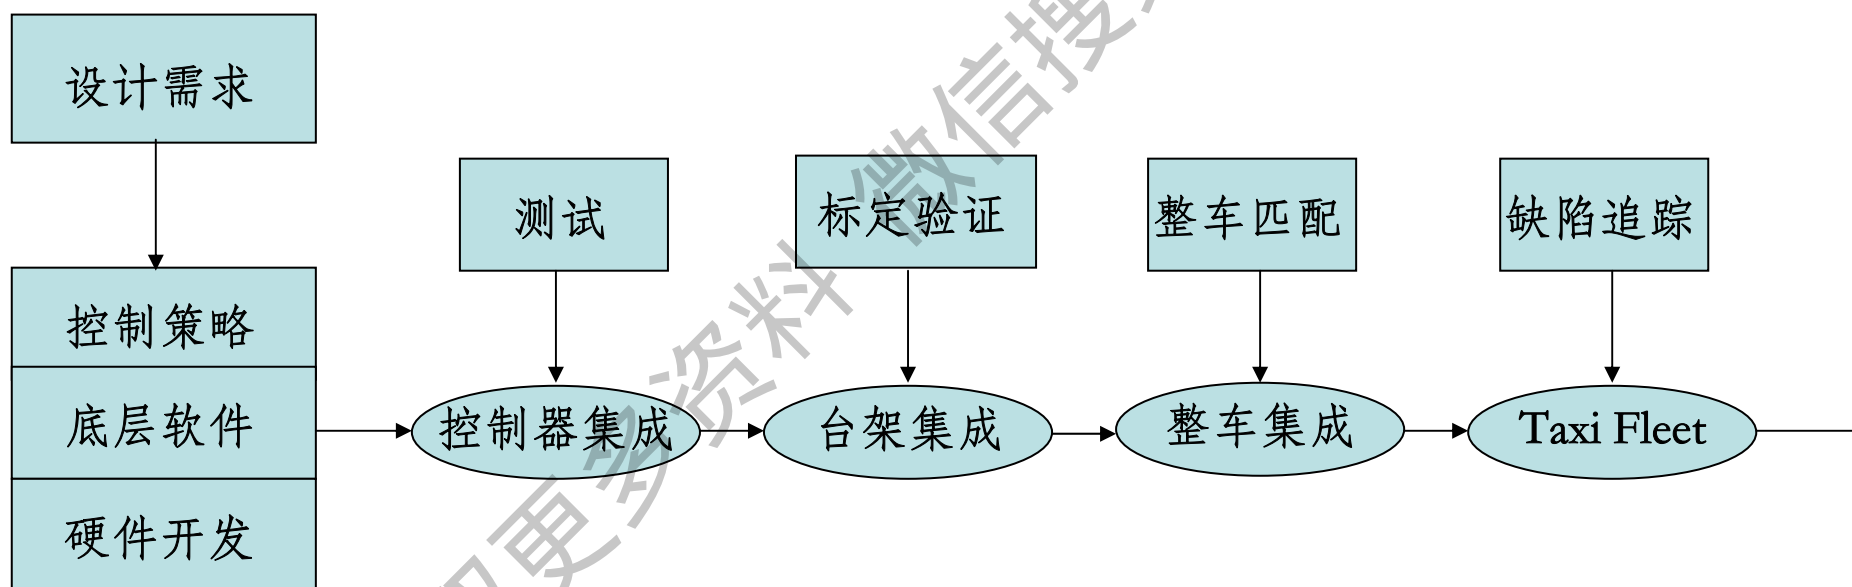 设计需求
测试
标定验证
整车匹配
缺陷追踪
控制策略
底层软件
硬件开发
控制器集成
台架集成
整车集成
Taxi Fleet
更多资料 微信搜